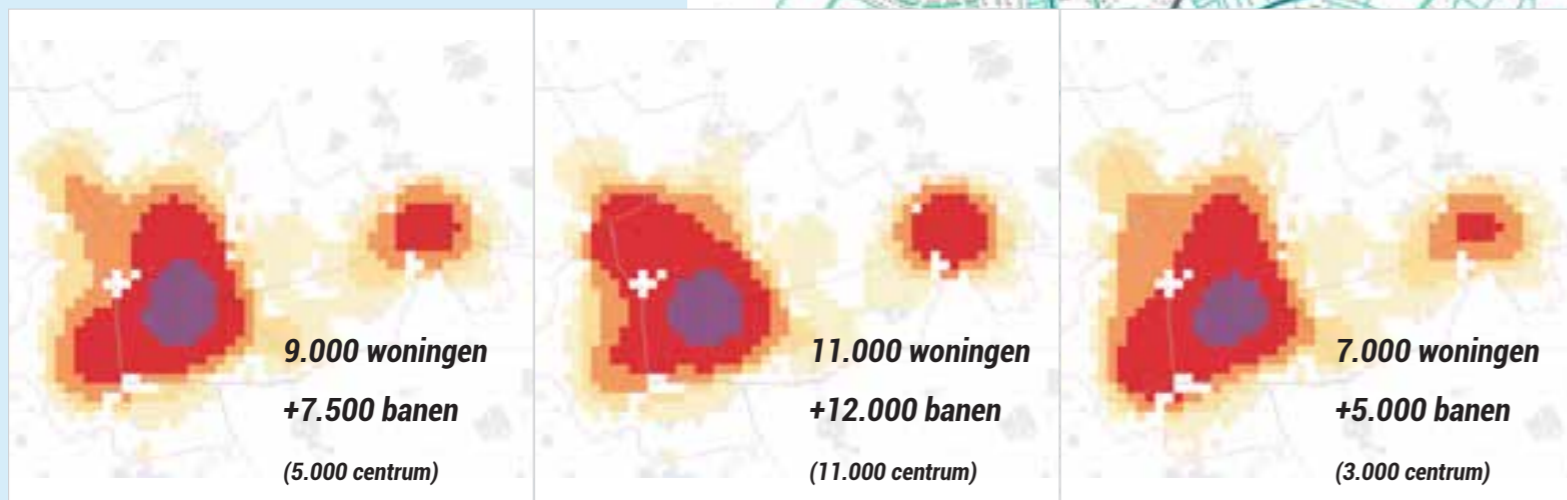 9.000 woningen
+7.500 banen
(5.000 centrum)
11.000 woningen
+12.000 banen
(11.000 centrum)
7.000 woningen
+5.000 banen
(3.000 centrum)